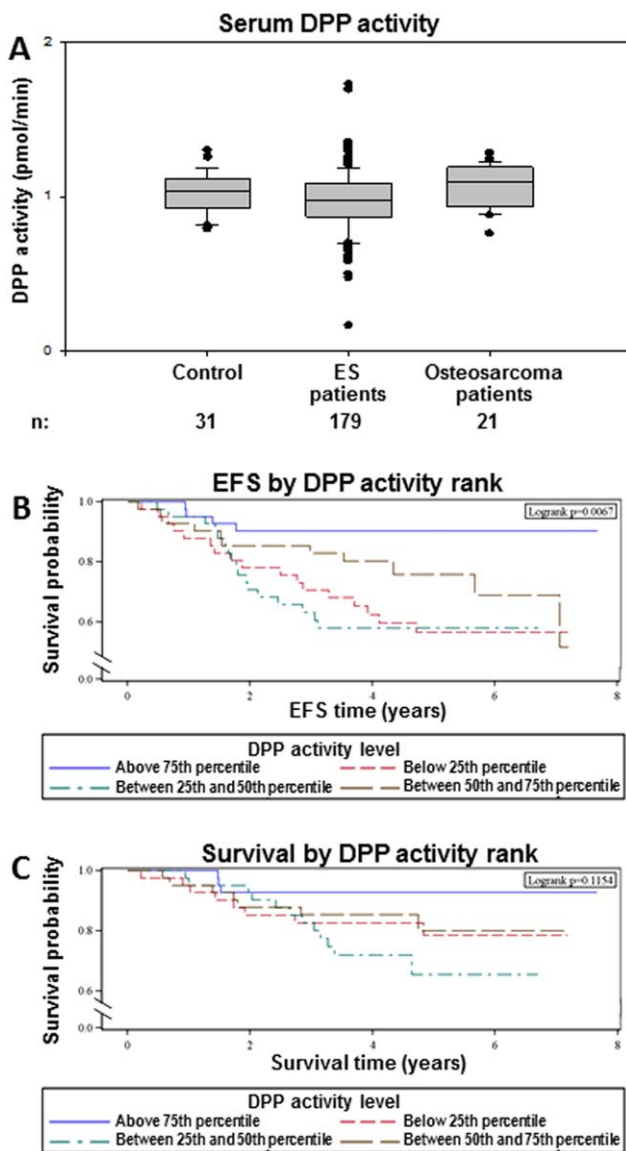 A
Serum DPP activity
DPP activity (pmol/min)
2
1
0
Control ES patients Osteosarcoma patients
n: 31 179 21
B
EFS by DPP activity rank
Logrank p=0.0067
Survival probability
1.0
0.8
0.6
0.0
0 2 4 6 8
EFS time (years)
DPP activity level
Above 75th percentile Below 25th percentile
Between 25th and 50th percentile Between 50th and 75th percentile
C
Survival by DPP activity rank
Logrank p=0.1154
Survival probability
1.0
0.8
0.6
0.0
0 2 4 6 8
Survival time (years)
DPP activity level
Above 75th percentile Below 25th percentile
Between 25th and 50th percentile Between 50th and 75th percentile